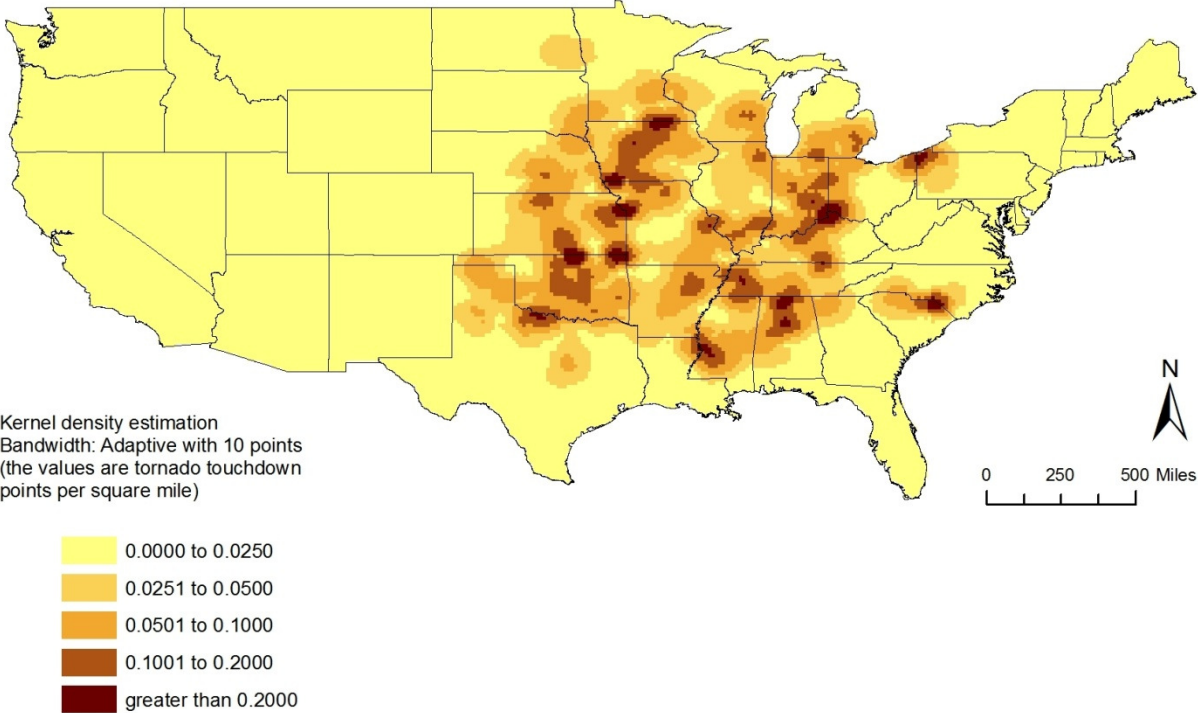 N
0 250 500 Miles
Kernel density estimation
Bandwidth: Adaptive with 10 points
(the values are tornado touchdown
points per square mile)
0.0000 to 0.0250
0.0251 to 0.0500
0.0501 to 0.1000
0.1001 to 0.2000
greater than 0.2000